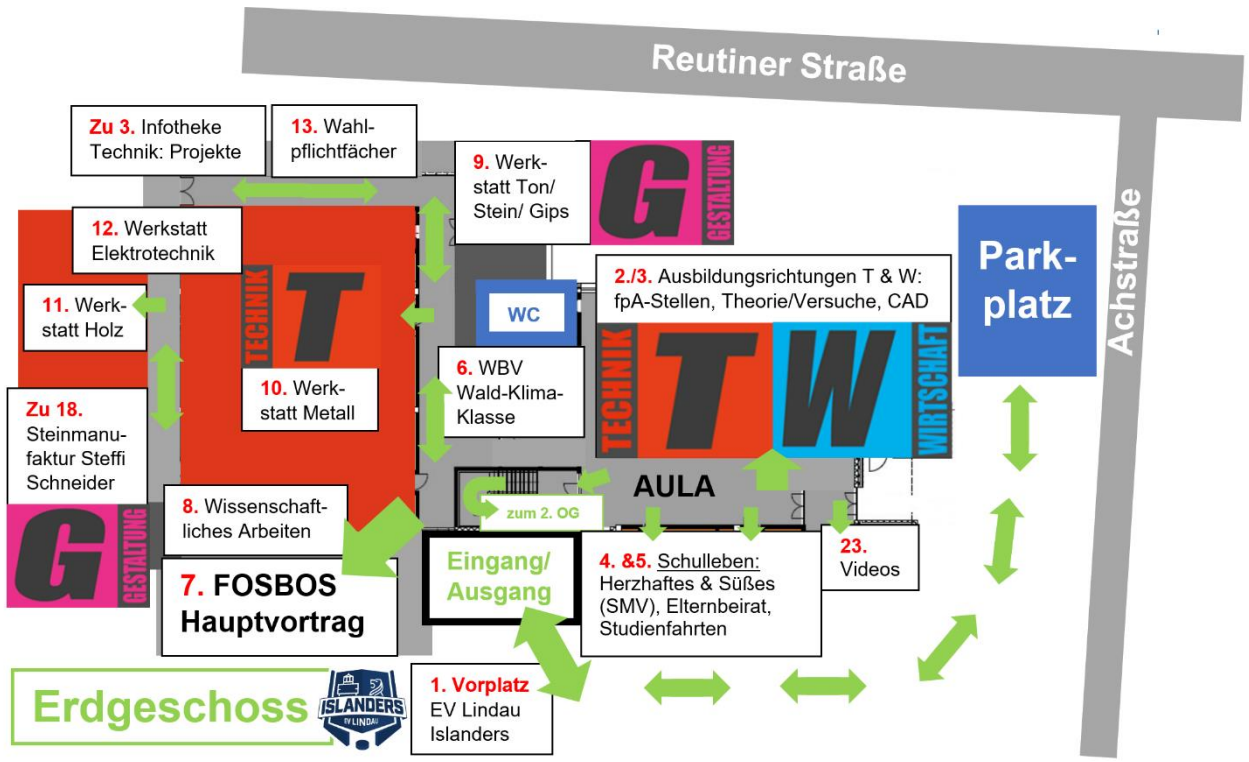 Reutiner Straße
Achstraße
Zu 3. Infotheke
Technik: Projekte
13. Wahl-
pflichtfächer
9. Werk-
statt Ton/
Stein/ Gips
G
GESTALTUNG
12. Werkstatt
Elektrotechnik
11. Werk-
statt Holz
TECHNIK
T
10. Werk-
statt Metall
WC
6. WBV
Wald-Klima-
Klasse
2./3. Ausbildungsrichtungen T & W:
fpA-Stellen, Theorie/Versuche, CAD
TECHNIK
T
W
WIRTSCHAFT
Park-
platz
Zu 18.
Steinmanu-
faktur Steffi
Schneider
G
GESTALTUNG
8. Wissenschaft-
liches Arbeiten
7. FOSBOS
Hauptvortrag
zum 2. OG
AULA
Eingang/
Ausgang
4. &5. Schulleben:
Herzhaftes & Süßes
(SMV), Elternbeirat,
Studienfahrten
23.
Videos
Erdgeschoss
ISLANDERS
EV LINDAU
1. Vorplatz
EV Lindau
Islanders